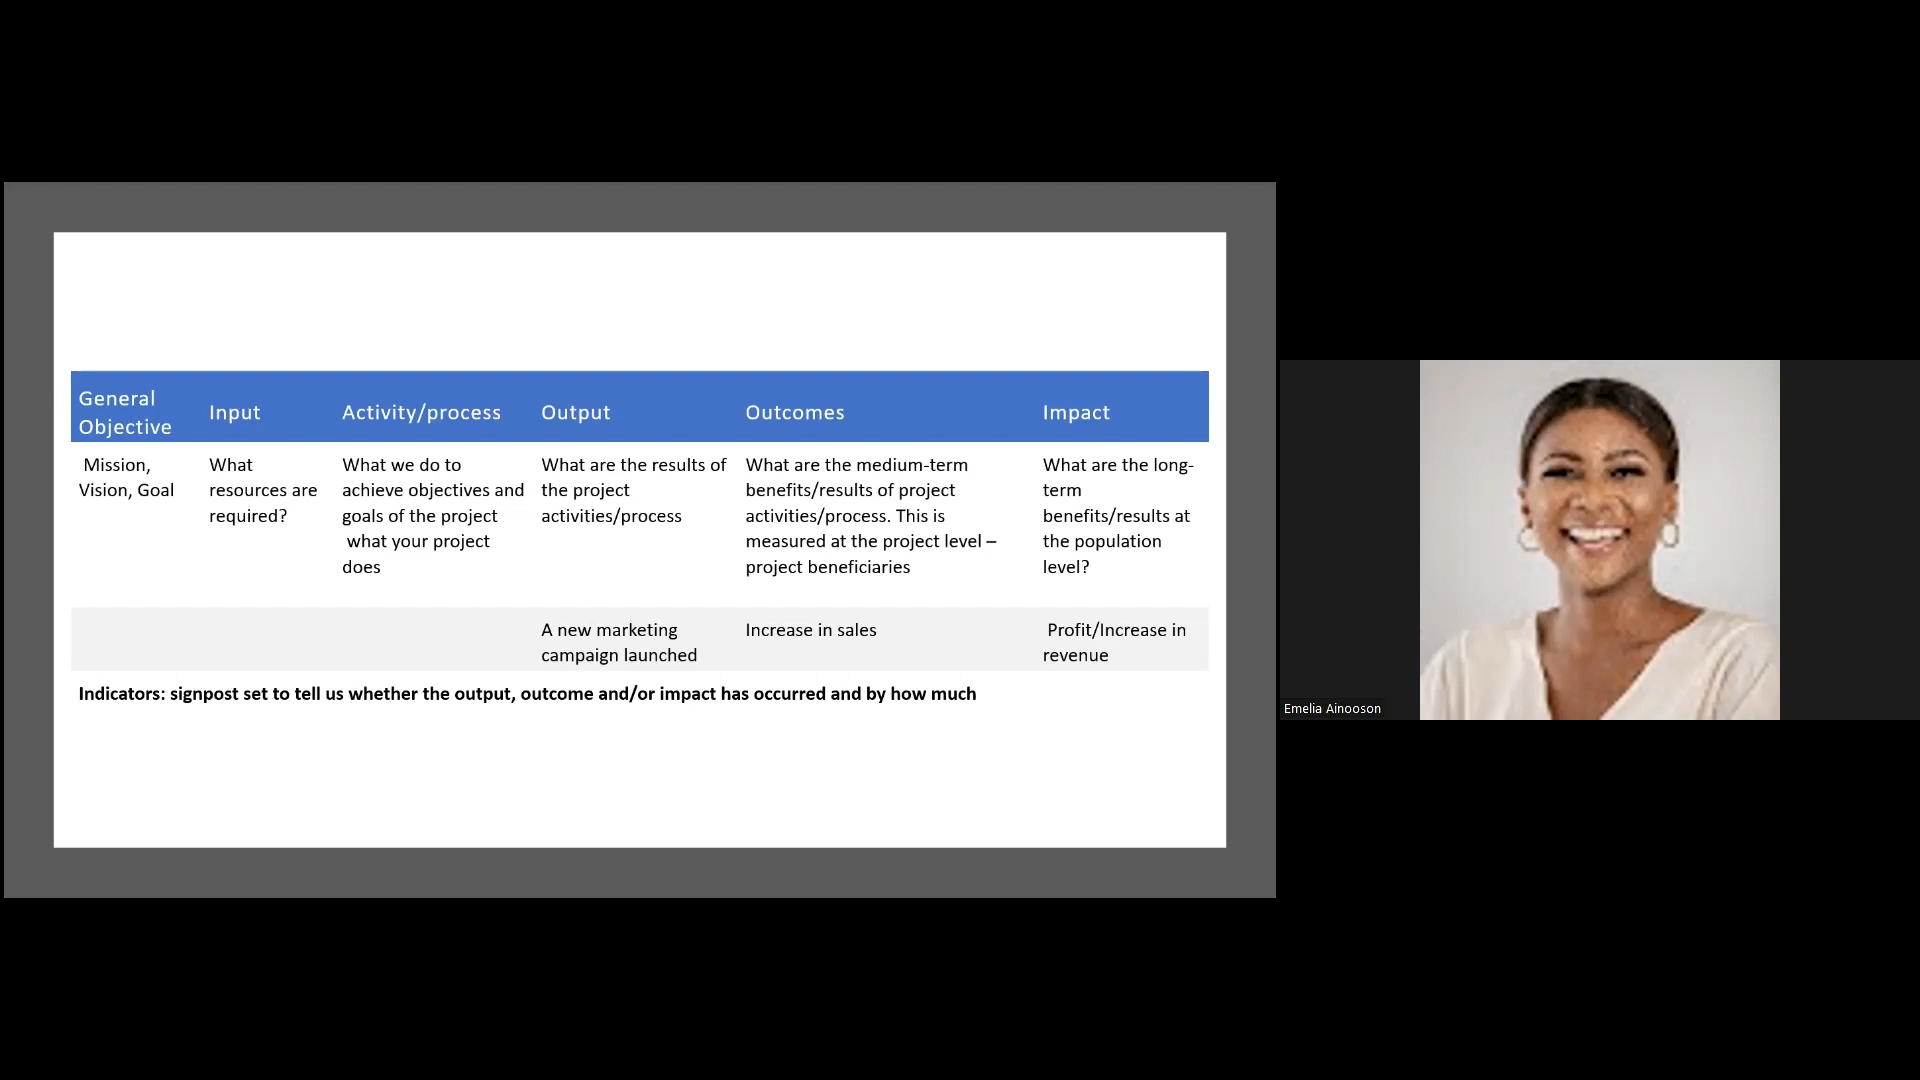 General
Objective
Input
Activity/process
Output
Outcomes
Impact
Mission,
Vision, Goal
What
resources are
required?
What we do to
achieve objectives and
goals of the project
what your project
does
What are the results of
the project
activities/process
What are the medium-term
benefits/results of project
activities/process. This is
measured at the project level –
project beneficiaries
What are the long-
term
benefits/results at
the population
level?
A new marketing
campaign launched
Increase in sales
Profit/Increase in
revenue
Indicators: signpost set to tell us whether the output, outcome and/or impact has occurred and by how much
Emelia Ainooson